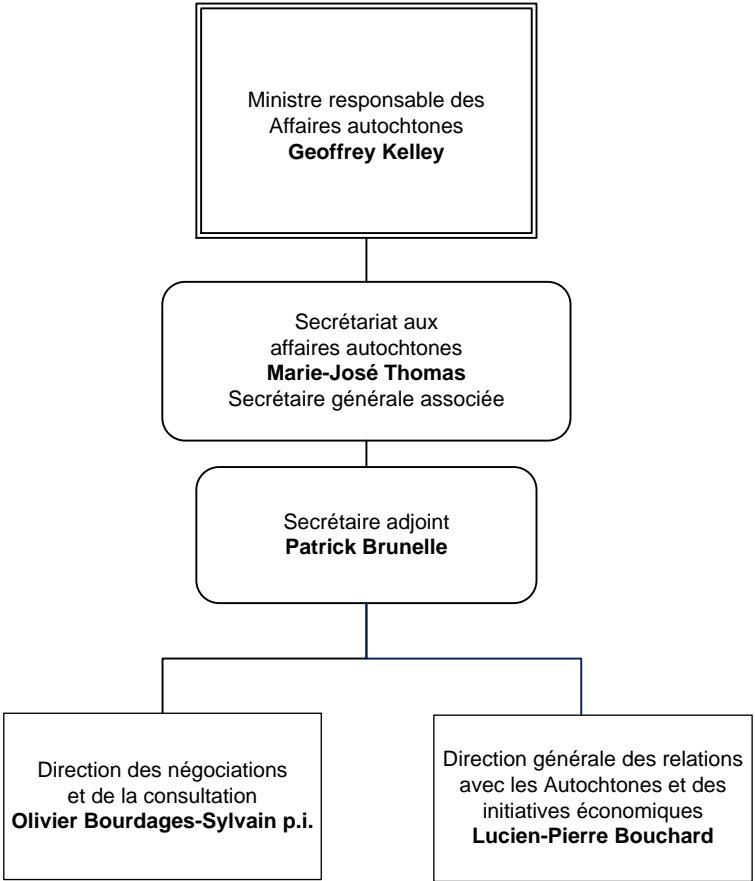 Ministre responsable des
Affaires autochtones
Geoffrey Kelley
Secrétariat aux
affaires autochtones
Marie-José Thomas
Secrétaire générale associée
Secrétaire adjoint
Patrick Brunelle
Direction des négociations
et de la consultation
Olivier Bourdages-Sylvain p.i.
Direction générale des relations
avec les Autochtones et des
initiatives économiques
Lucien-Pierre Bouchard